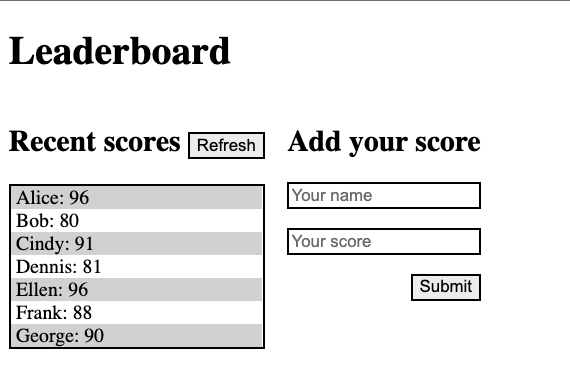 Leaderboard
Recent scores Refresh
Alice: 96
Bob: 80
Cindy: 91
Dennis: 81
Ellen: 96
Frank: 88
George: 90
Add your score
Your name
Your score
Submit